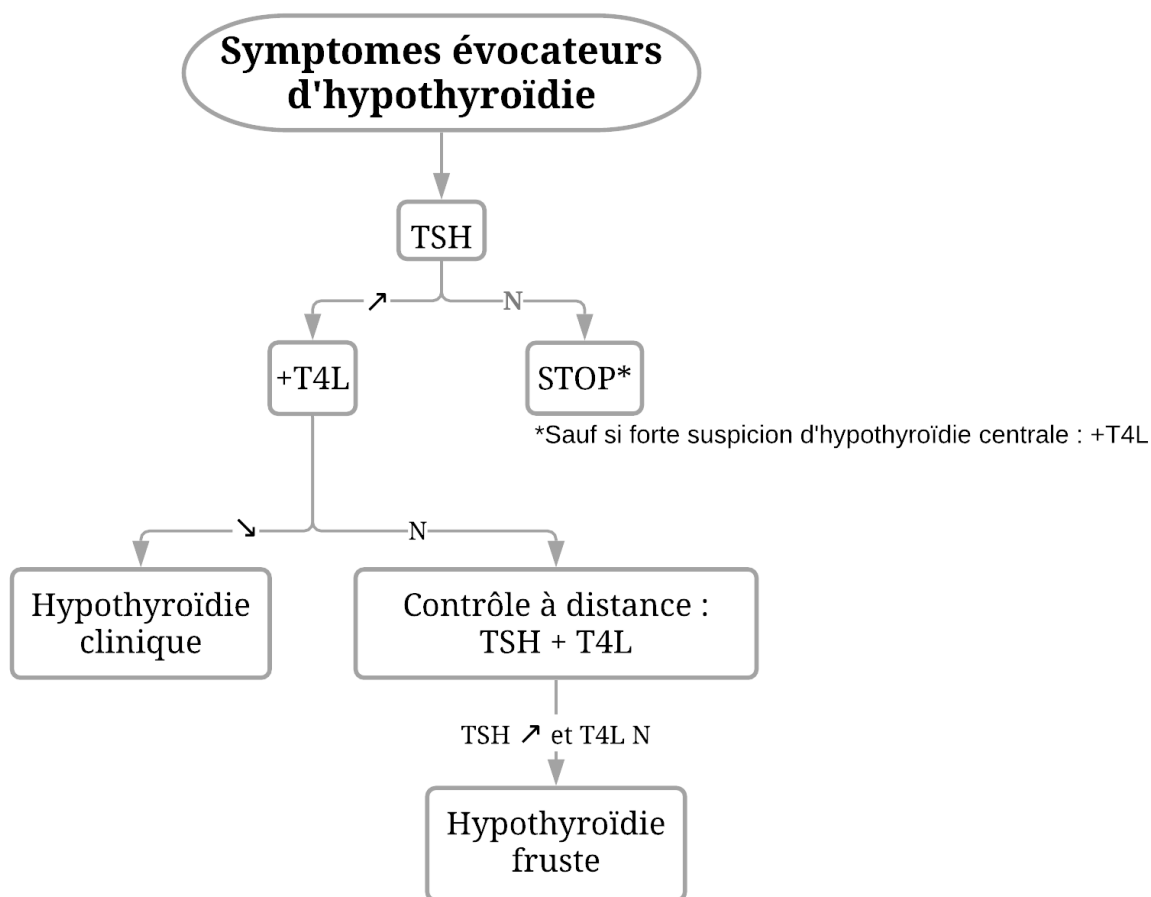 Symptomes évocateurs
d'hypothyroïdie
TSH
↗
N
+T4L
STOP*
*Sauf si forte suspicion d'hypothyroïdie centrale : +T4L
↘
N
Hypothyroïdie
clinique
Contrôle à distance :
TSH + T4L
TSH ↗ et T4L N
Hypothyroïdie
fruste